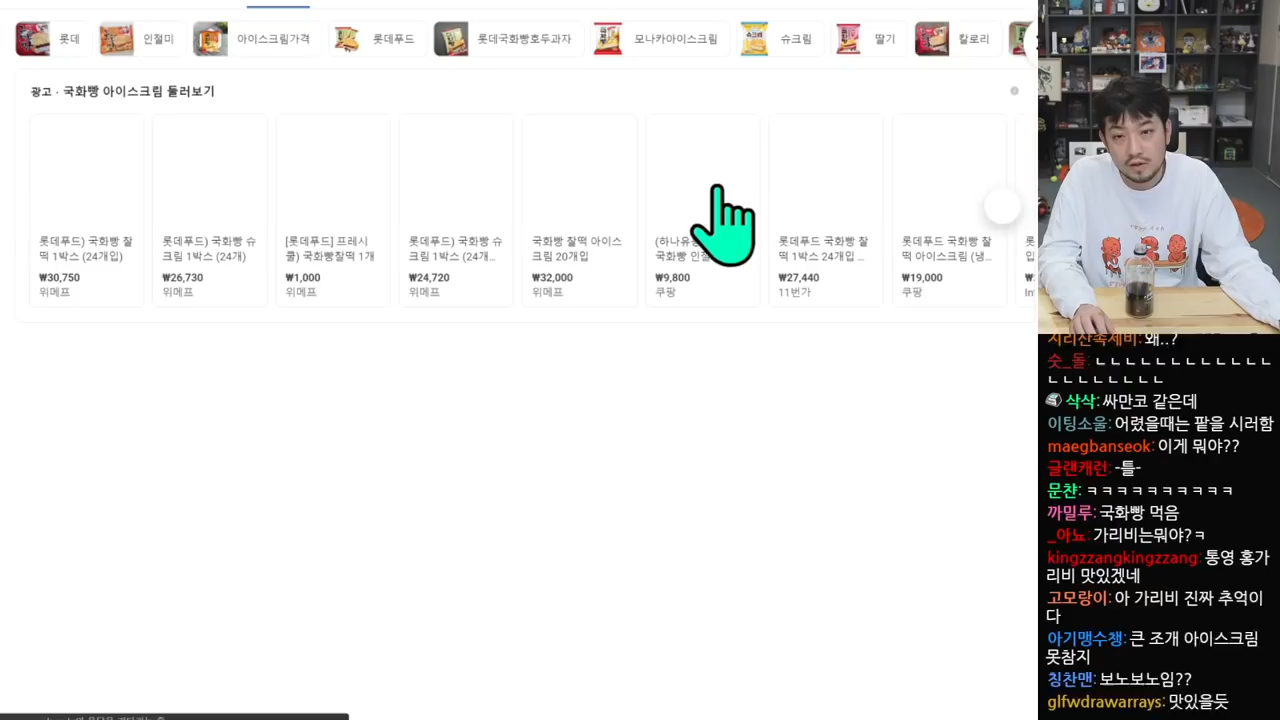 롯데
인절미
아이스크림가격
롯데푸드
롯데국화빵호두과자
모나카아이스크림
슈크림
딸기
칼로리
광고 · 국화빵 아이스크림 둘러보기
롯데푸드) 국화빵 찰
떡 1박스 (24개입)
₩30,750
위메프
롯데푸드) 국화빵 슈
크림 1박스 (24개)
₩26,730
위메프
[롯데푸드] 프레시
쿨) 국화빵찰떡 1개
₩1,000
위메프
롯데푸드) 국화빵 슈
크림 1박스 (24개...
₩24,720
위메프
국화빵 찰떡 아이스
크림 20개입
₩32,000
위메프
(하나유
국화빵 인절
₩9,800
쿠팡
롯데푸드 국화빵 찰
떡 1박스 24개입 ...
₩27,440
11번가
롯데푸드 국화빵 찰
떡 아이스크림 (냉...
₩19,000
쿠팡
지리산속제비: 왜..?
숫_돌: ㄴㄴㄴㄴㄴㄴㄴㄴㄴㄴㄴㄴ
ㄴㄴㄴㄴㄴㄴㄴㄴ
삭삭: 싸만코 같은데
이팅소울: 어렸을때는 팥을 시러함
maegbanseok: 이게 뭐야??
글랜캐런: -틀-
문챤: ㅋㅋㅋㅋㅋㅋㅋㅋㅋㅋ
까밀루: 국화빵 먹음
_아뇨: 가리비는뭐야?ㅋ
kingzzangkingzzang: 통영 홍가
리비 맛있겠네
고모랑이: 아 가리비 진짜 추억이
다
아기맹수챙: 큰 조개 아이스크림
못참지
칭찬맨: 보노보노임??
glfwdrawarrays: 맛있을듯